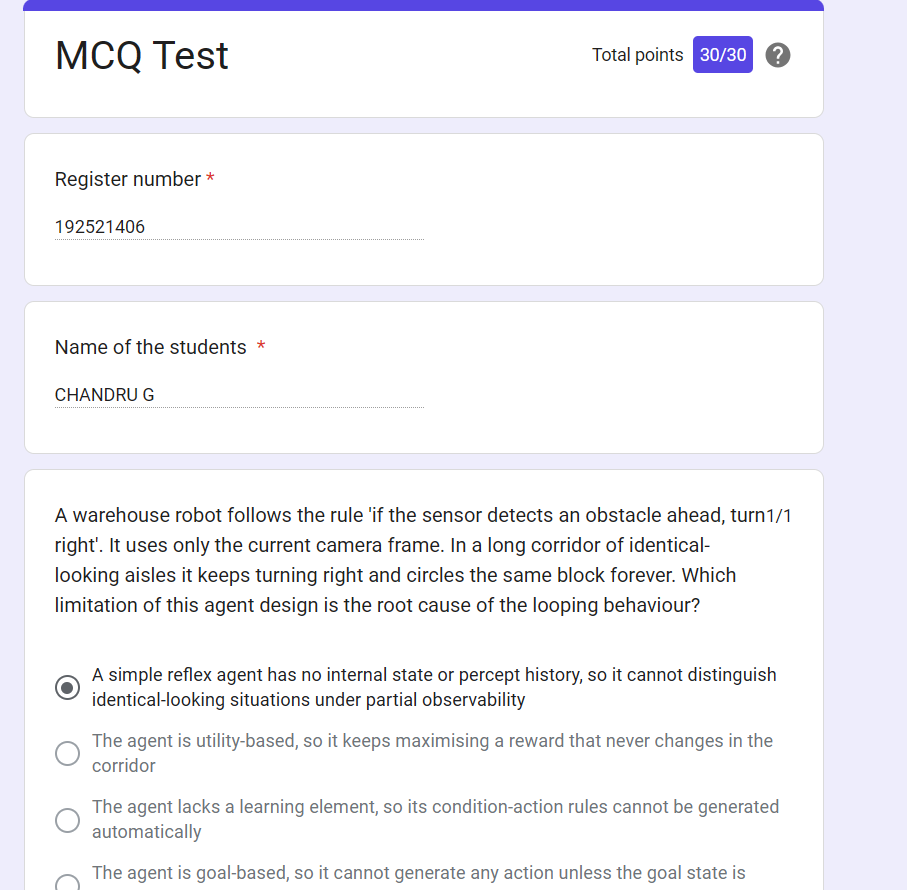 MCQ Test
Total points 30/30 ?
Register number *
192521406
Name of the students *
CHANDRU G
A warehouse robot follows the rule 'if the sensor detects an obstacle ahead, turn 1/1
right'. It uses only the current camera frame. In a long corridor of identical-
looking aisles it keeps turning right and circles the same block forever. Which
limitation of this agent design is the root cause of the looping behaviour?
A simple reflex agent has no internal state or percept history, so it cannot distinguish
identical-looking situations under partial observability
The agent is utility-based, so it keeps maximising a reward that never changes in the
corridor
The agent lacks a learning element, so its condition-action rules cannot be generated
automatically
The agent is goal-based, so it cannot generate any action unless the goal state is